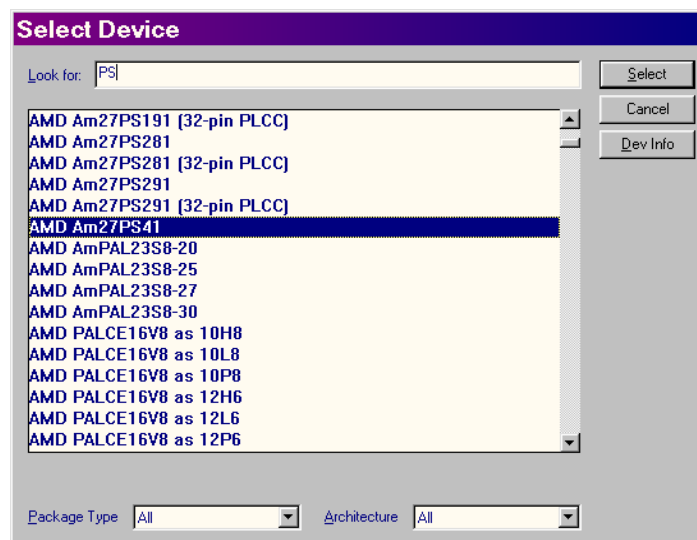 Select Device
Look for: PS
Select
Cancel
Dev Info
AMD Am27PS191 (32-pin PLCC)
AMD Am27PS281
AMD Am27PS281 (32-pin PLCC)
AMD Am27PS291
AMD Am27PS291 (32-pin PLCC)
AMD Am27PS41
AMD AmPAL23S8-20
AMD AmPAL23S8-25
AMD AmPAL23S8-27
AMD AmPAL23S8-30
AMD PALCE16V8 as 10H8
AMD PALCE16V8 as 10L8
AMD PALCE16V8 as 10P8
AMD PALCE16V8 as 12H6
AMD PALCE16V8 as 12L6
AMD PALCE16V8 as 12P6
Package Type All Architecture All